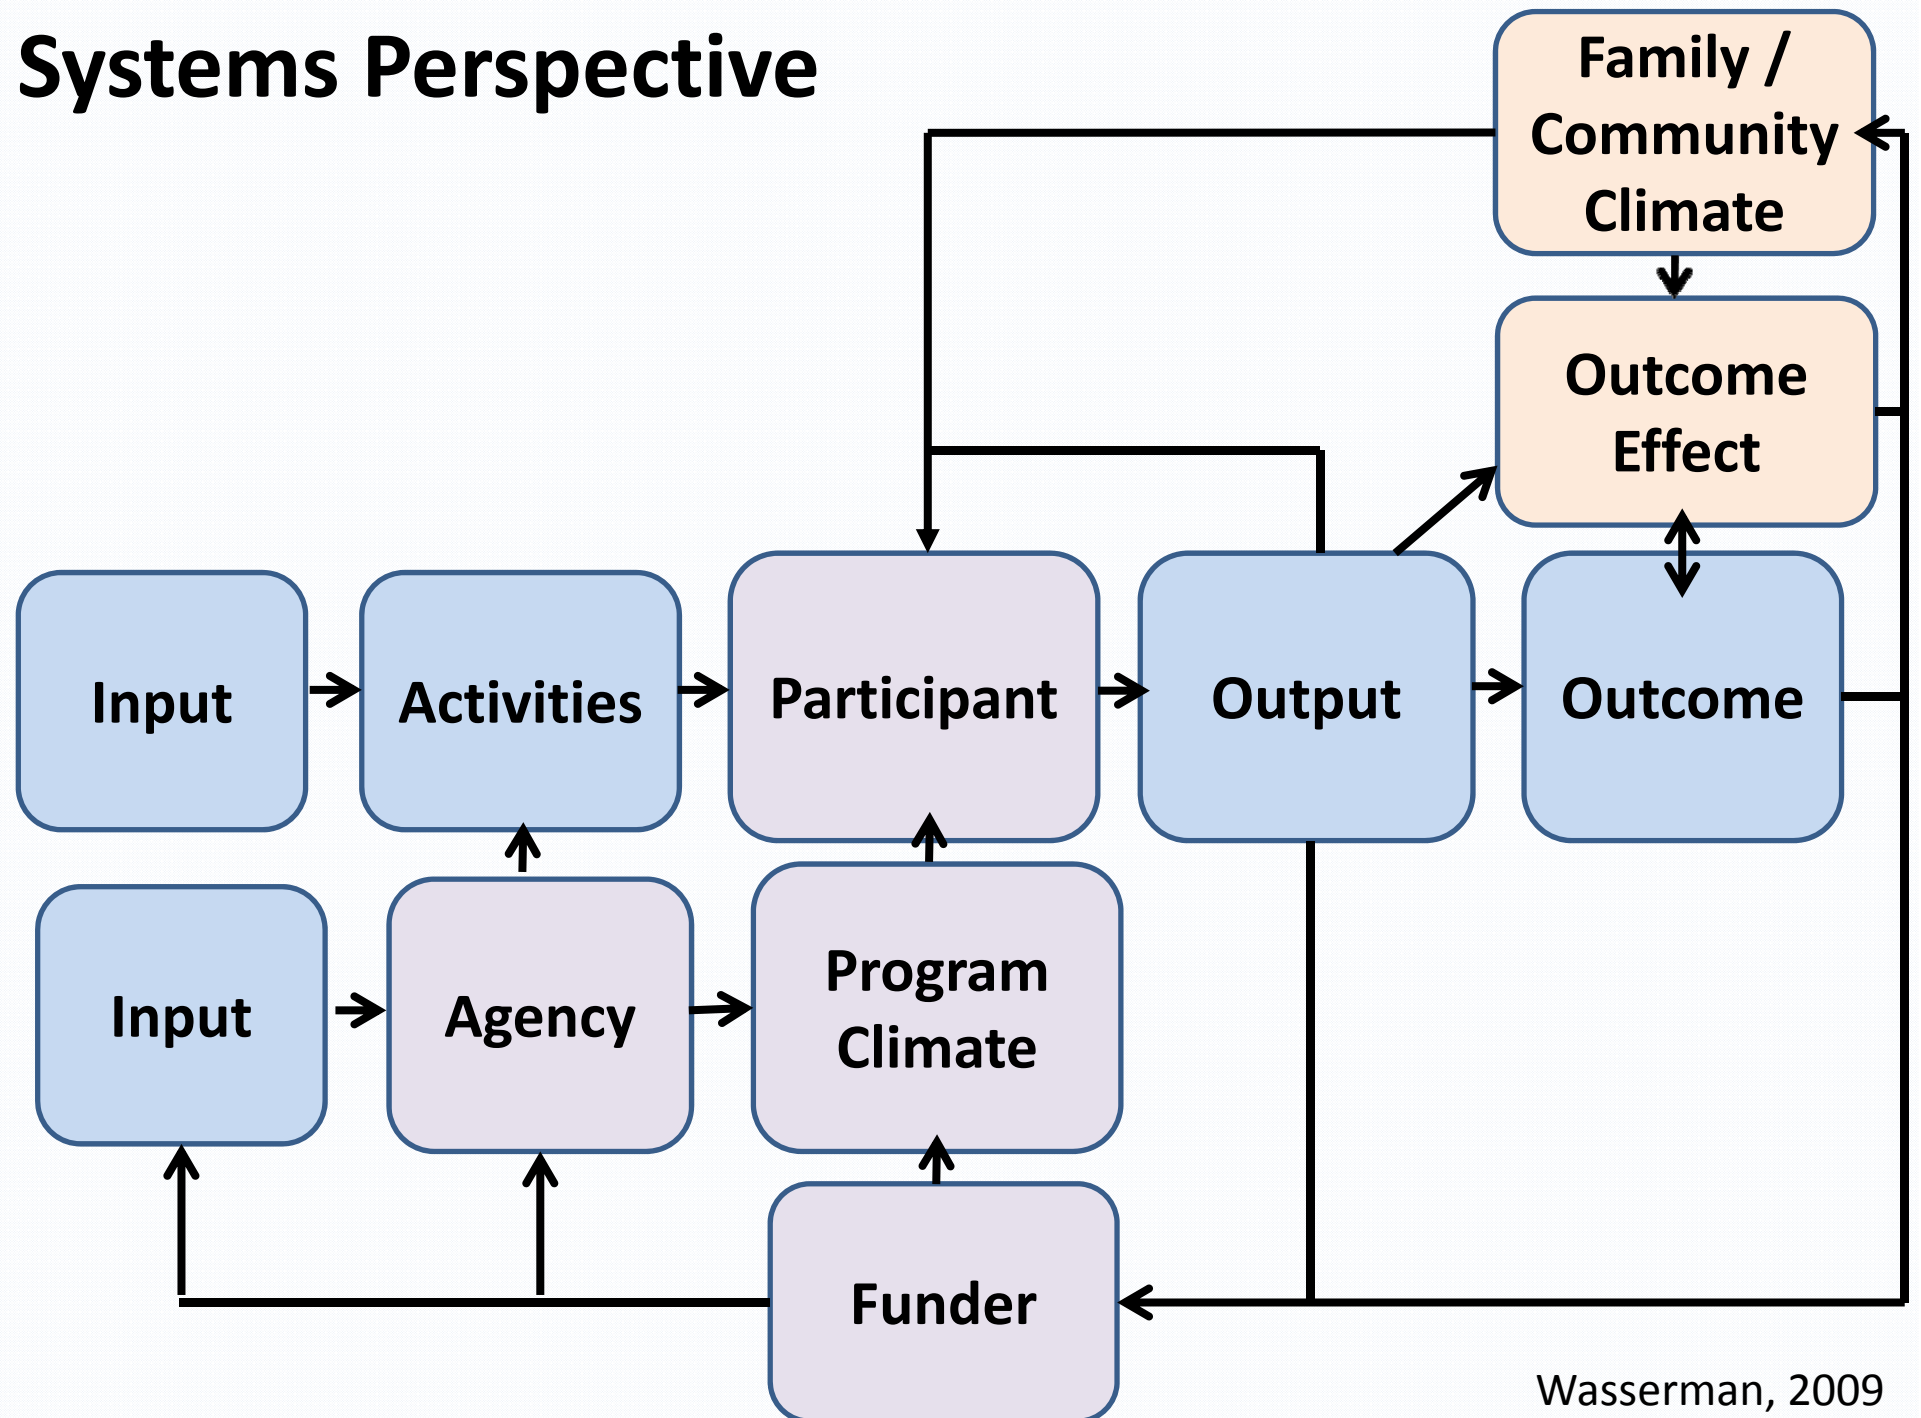 Systems Perspective
Family /
Community
Climate
Outcome
Effect
Input
Activities
Participant
Output
Outcome
Input
Agency
Program
Climate
Funder
Wasserman, 2009